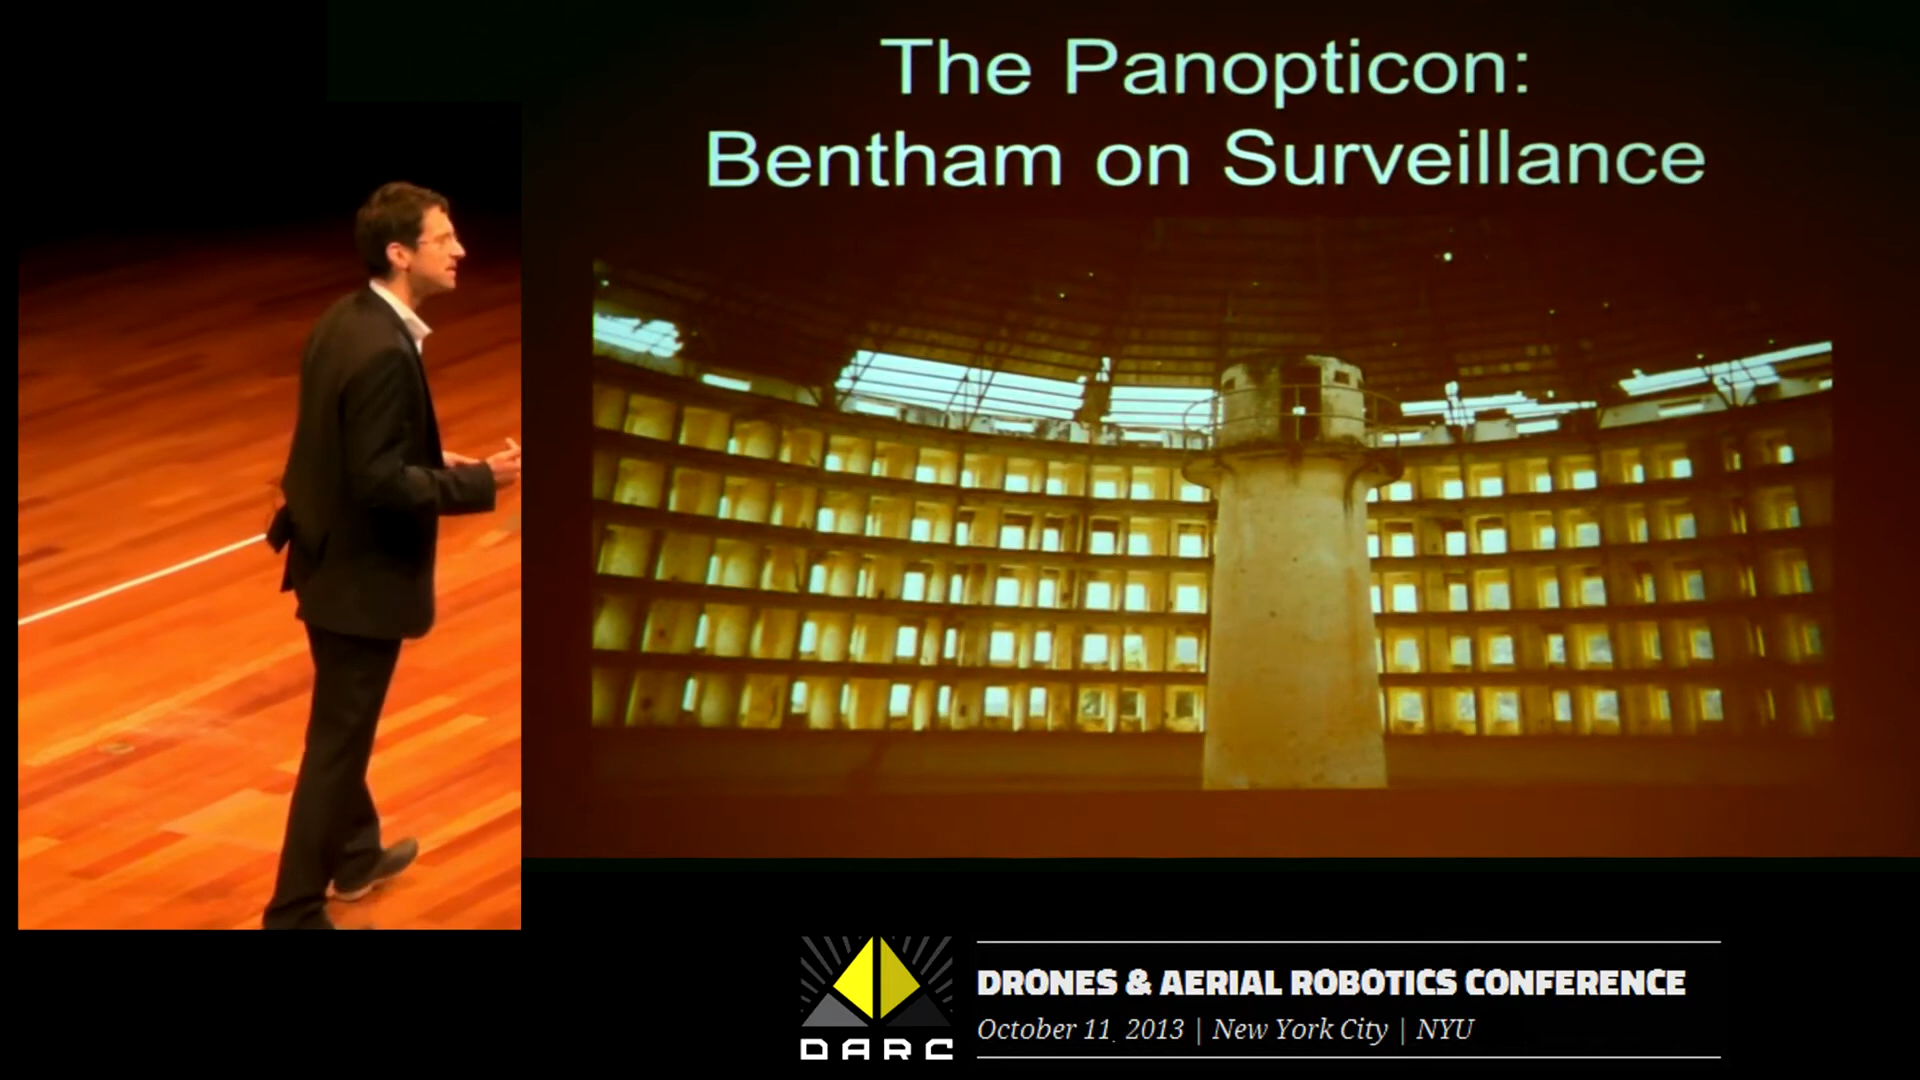 The Panopticon:
Bentham on Surveillance
DRONES & AERIAL ROBOTICS CONFERENCE
October 11, 2013 | New York City | NYU
DARC